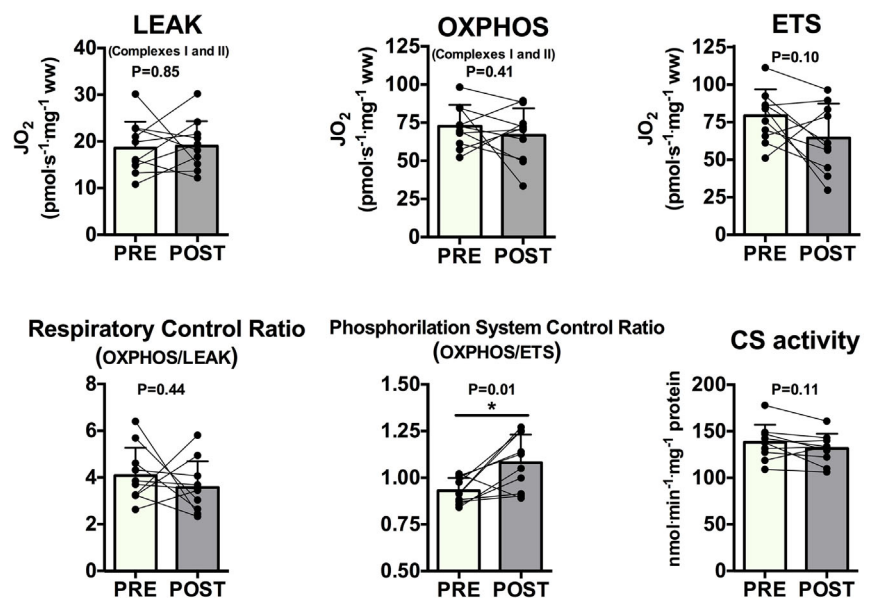 LEAK
(Complexes I and II)
P=0.85
JO2
(pmol·s-1·mg-1 ww)
40
30
20
10
0
PRE POST
OXPHOS
(Complexes I and II)
P=0.41
JO2
(pmol·s-1·mg-1 ww)
125
100
75
50
25
0
PRE POST
ETS
P=0.10
JO2
(pmol·s-1·mg-1 ww)
125
100
75
50
25
0
PRE POST
Respiratory Control Ratio
(OXPHOS/LEAK)
P=0.44
8
6
4
2
0
PRE POST
Phosphorilation System Control Ratio
(OXPHOS/ETS)
P=0.01
*
1.50
1.25
1.00
0.75
0.50
PRE POST
CS activity
P=0.11
nmol·min-1·mg-1 protein
200
150
100
50
0
PRE POST